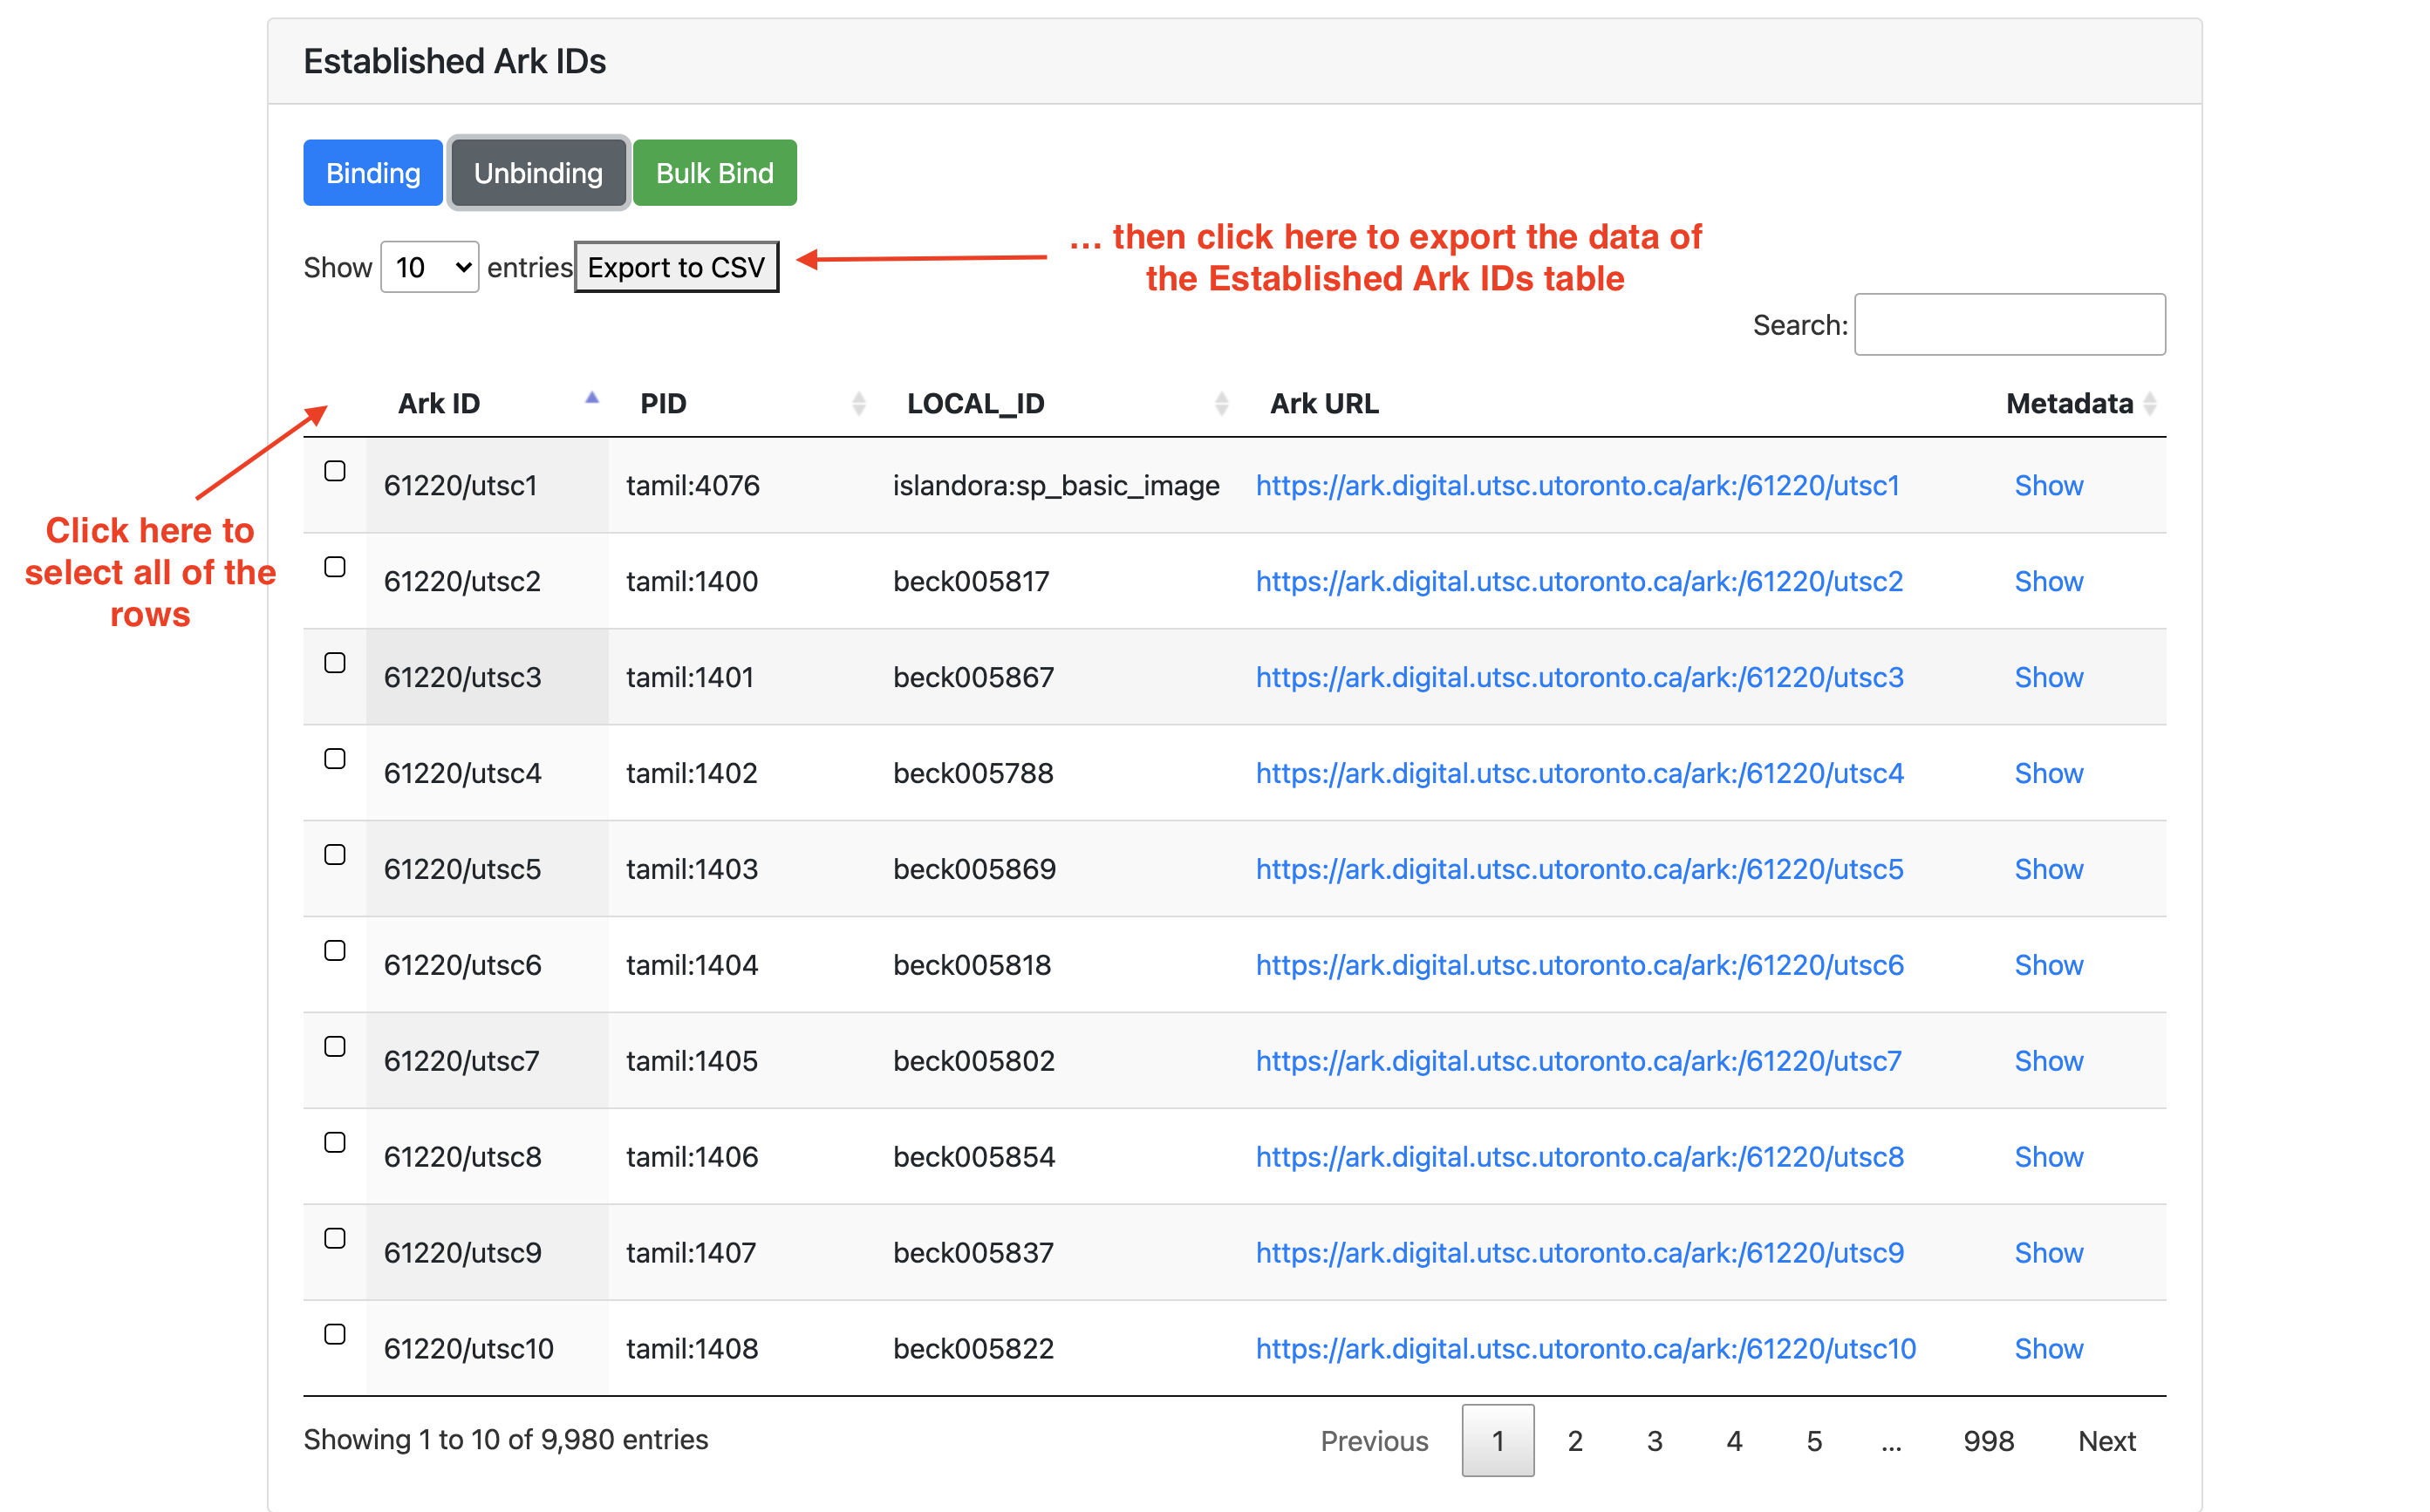 Established Ark IDs
Binding Unbinding Bulk Bind
Show 10 entries Export to CSV
... then click here to export the data of
the Established Ark IDs table
Search:
Ark ID PID LOCAL_ID Ark URL Metadata
Click here to
select all of the
rows
61220/utsc1 tamil:4076 islandora:sp_basic_image https://ark.digital.utsc.utoronto.ca/ark:/61220/utsc1 Show
61220/utsc2 tamil:1400 beck005817 https://ark.digital.utsc.utoronto.ca/ark:/61220/utsc2 Show
61220/utsc3 tamil:1401 beck005867 https://ark.digital.utsc.utoronto.ca/ark:/61220/utsc3 Show
61220/utsc4 tamil:1402 beck005788 https://ark.digital.utsc.utoronto.ca/ark:/61220/utsc4 Show
61220/utsc5 tamil:1403 beck005869 https://ark.digital.utsc.utoronto.ca/ark:/61220/utsc5 Show
61220/utsc6 tamil:1404 beck005818 https://ark.digital.utsc.utoronto.ca/ark:/61220/utsc6 Show
61220/utsc7 tamil:1405 beck005802 https://ark.digital.utsc.utoronto.ca/ark:/61220/utsc7 Show
61220/utsc8 tamil:1406 beck005854 https://ark.digital.utsc.utoronto.ca/ark:/61220/utsc8 Show
61220/utsc9 tamil:1407 beck005837 https://ark.digital.utsc.utoronto.ca/ark:/61220/utsc9 Show
61220/utsc10 tamil:1408 beck005822 https://ark.digital.utsc.utoronto.ca/ark:/61220/utsc10 Show
Showing 1 to 10 of 9,980 entries Previous 1 2 3 4 5 ... 998 Next